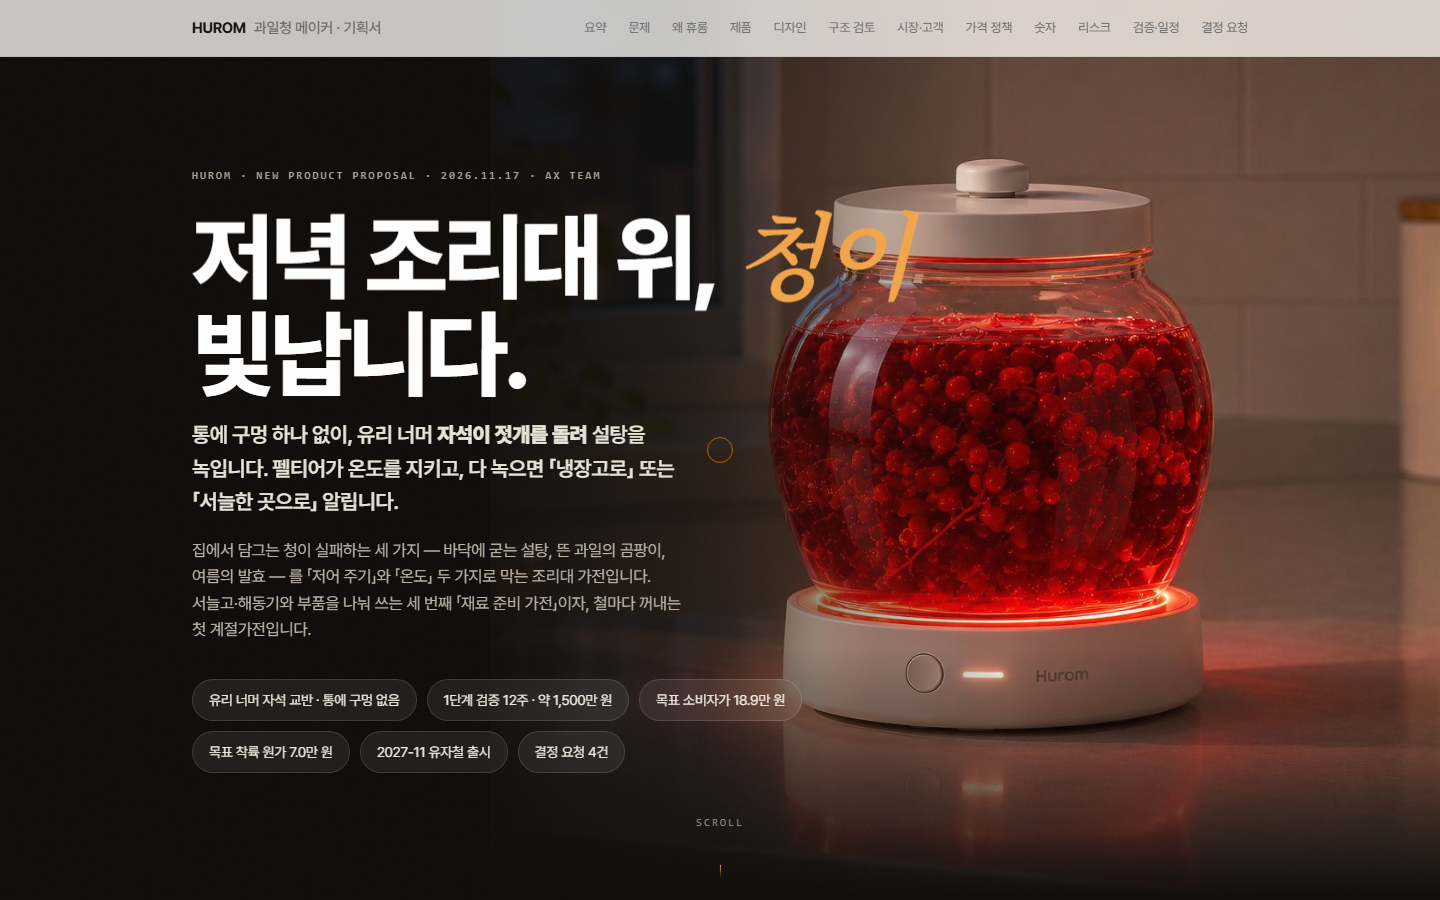 HUROM 과일청 메이커 · 기획서
요약 문제 왜 휴롬 제품 디자인 구조 검토 시장·고객 가격 정책 숫자 리스크 검증·일정 결정 요청
HUROM · NEW PRODUCT PROPOSAL · 2026.11.17 · AX TEAM
저녁 조리대 위, 청이
빛납니다.
통에 구멍 하나 없이, 유리 너머 자석이 젓개를 돌려 설탕을
녹입니다. 펠티어가 온도를 지키고, 다 녹으면 「냉장고로」 또는
「서늘한 곳으로」 알립니다.
집에서 담그는 청이 실패하는 세 가지 — 바닥에 굳는 설탕, 뜬 과일의 곰팡이,
여름의 발효 — 를 「저어 주기」와 「온도」 두 가지로 막는 조리대 가전입니다.
서늘고·해동기와 부품을 나눠 쓰는 세 번째 「재료 준비 가전」이자, 철마다 꺼내는
첫 계절가전입니다.
유리 너머 자석 교반 · 통에 구멍 없음
1단계 검증 12주 · 약 1,500만 원
목표 소비자가 18.9만 원
목표 착륙 원가 7.0만 원
2027-11 유자철 출시
결정 요청 4건
Hurom
SCROLL